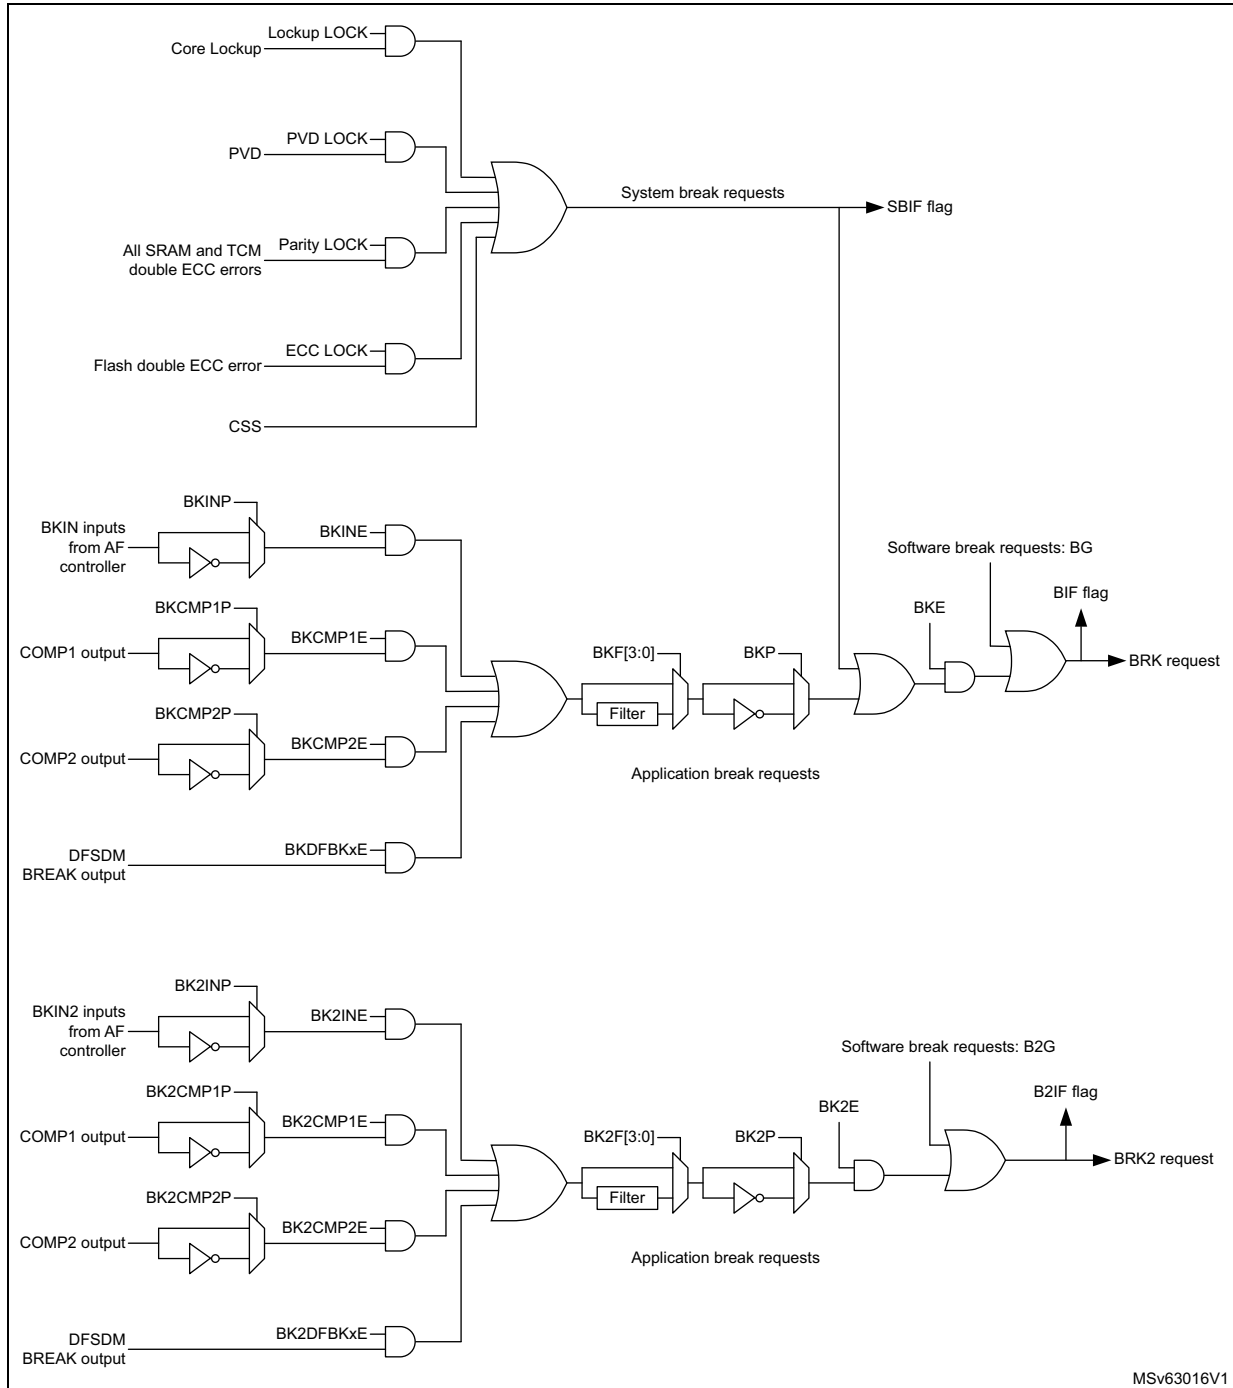 Lockup LOCK
Core Lockup
PVD LOCK
PVD
System break requests
SBIF flag
Parity LOCK
All SRAM and TCM
double ECC errors
ECC LOCK
Flash double ECC error
CSS
BKINP
BKIN inputs
from AF
controller
BKINE
Software break requests: BG
BIF flag
BKCMP1P
BKCMP1E
BKE
COMP1 output
BKF[3:0]
BKP
BRK request
BKCMP2P
Filter
BKCMP2E
COMP2 output
Application break requests
BKDFBKxE
DFSDM
BREAK output
BK2INP
BKIN2 inputs
from AF
controller
BK2INE
Software break requests: B2G
B2IF flag
BK2CMP1P
BK2CMP1E
BK2E
COMP1 output
BK2F[3:0]
BK2P
BRK2 request
BK2CMP2P
Filter
BK2CMP2E
COMP2 output
Application break requests
BK2DFBKxE
DFSDM
BREAK output
MSv63016V1